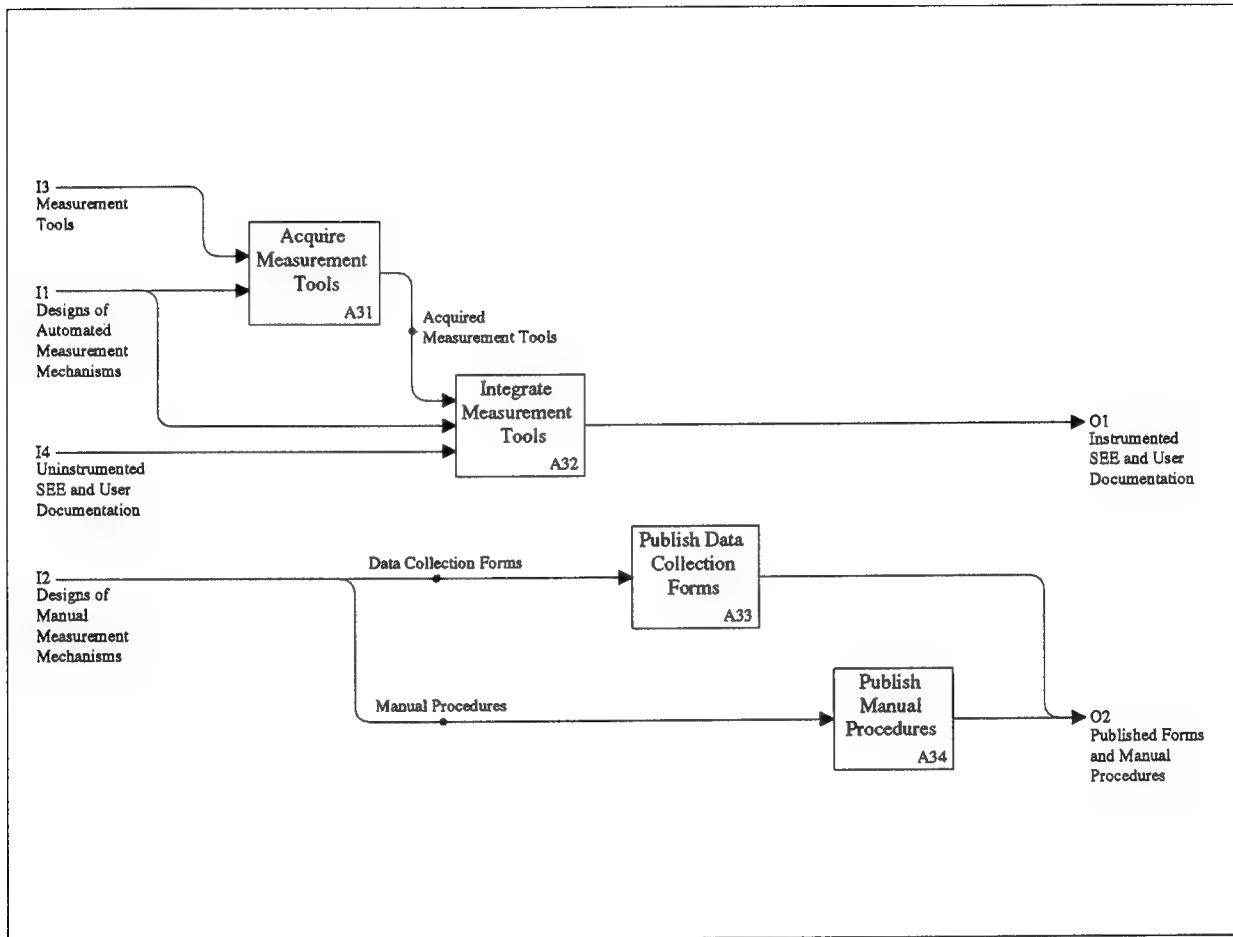 I3
Measurement
Tools
Acquire
Measurement
Tools
A31
I1
Designs of
Automated
Measurement
Mechanisms
Acquired
Measurement Tools
Integrate
Measurement
Tools
A32
I4
Uninstrumented
SEE and User
Documentation
O1
Instrumented
SEE and User
Documentation
I2
Designs of
Manual
Measurement
Mechanisms
Data Collection Forms
Publish Data
Collection
Forms
A33
Manual Procedures
Publish
Manual
Procedures
A34
O2
Published Forms
and Manual
Procedures